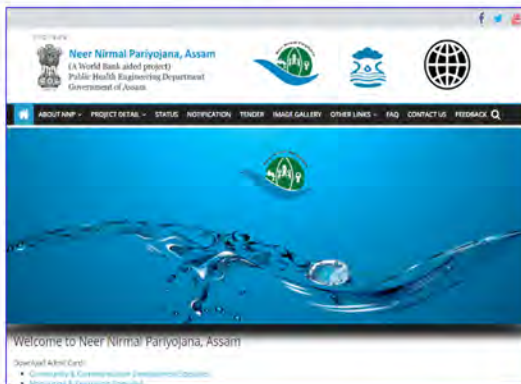 Neer Nirmal Pariyojana, Assam
(A World Bank aided project)
Public Health Engineering Department
Government of Assam
ABOUT NNP PROJECT DETAIL STATUS NOTIFICATION TENDER IMAGE GALLERY OTHER LINKS FAQ CONTACT US FEEDBACK
Welcome to Neer Nirmal Pariyojana, Assam
Download Admit Card: